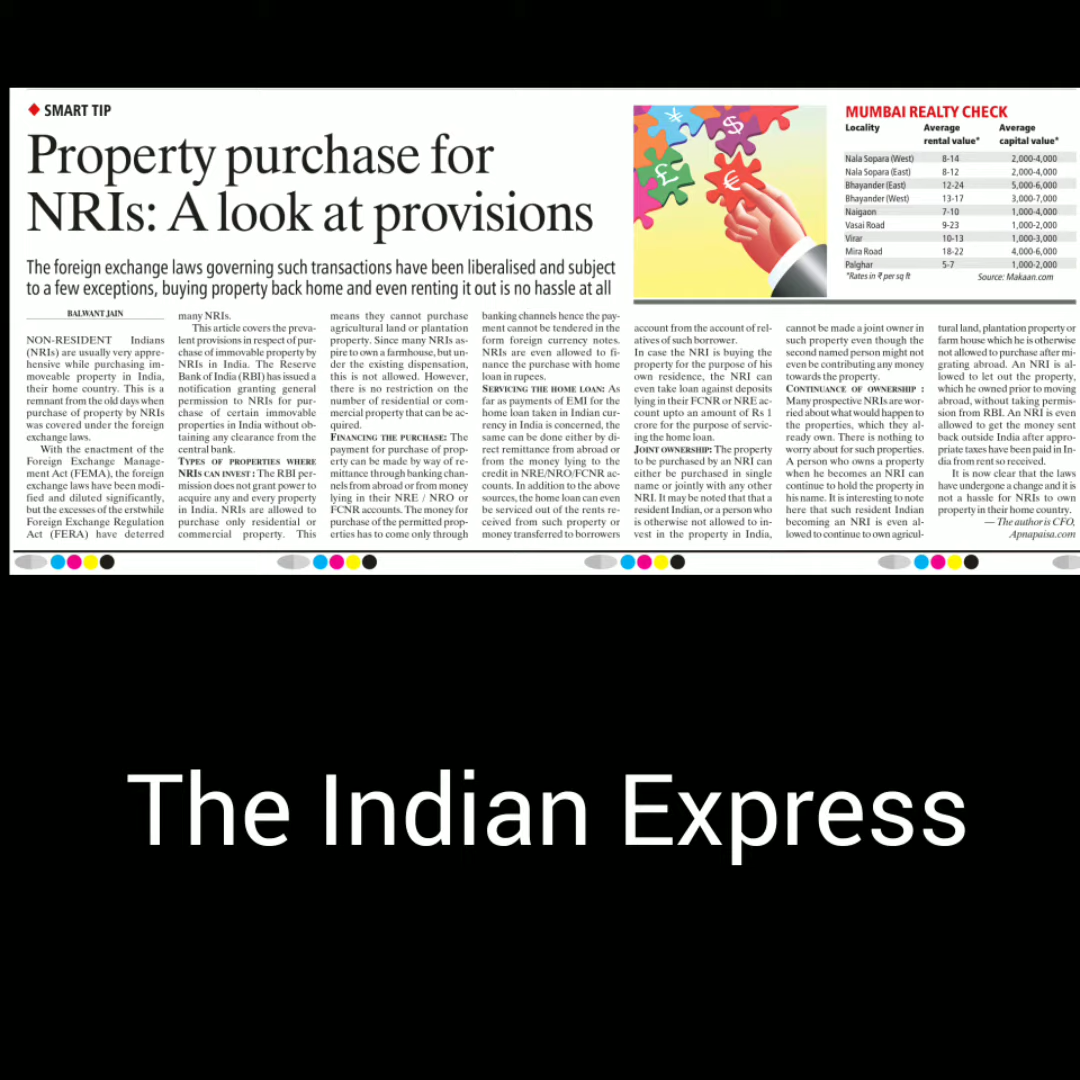 SMART TIP
Property purchase for
NRIs: A look at provisions
The foreign exchange laws governing such transactions have been liberalised and subject
to a few exceptions, buying property back home and even renting it out is no hassle at all
BALWANT JAIN
NON-RESIDENT Indians
(NRIs) are usually very appre-
hensive while purchasing im-
moveable property in India,
their home country. This is a
remnant from the old days when
purchase of property by NRIs
was covered under the foreign
exchange laws.
With the enactment of the
Foreign Exchange Manage-
ment Act (FEMA), the foreign
exchange laws have been modi-
fied and diluted significantly,
but the excesses of the erstwhile
Foreign Exchange Regulation
Act (FERA) have deterred
many NRIs.
This article covers the preva-
lent provisions in respect of pur-
chase of immovable property by
NRIs in India. The Reserve
Bank of India (RBI) has issued a
notification granting general
permission to NRIs for pur-
chase of certain immovable
properties in India without ob-
taining any clearance from the
central bank.
TYPES OF PROPERTIES WHERE
NRIS CAN INVEST : The RBI per-
mission does not grant power to
acquire any and every property
in India. NRIs are allowed to
purchase only residential or
commercial property. This
means they cannot purchase
agricultural land or plantation
property. Since many NRIs as-
pire to own a farmhouse, but un-
der the existing dispensation,
this is not allowed. However,
there is no restriction on the
number of residential or com-
mercial property that can be ac-
quired.
FINANCING THE PURCHASE: The
payment for purchase of prop-
erty can be made by way of re-
mittance through banking chan-
nels from abroad or from money
lying in their NRE / NRO or
FCNR accounts. The money for
purchase of the permitted prop-
erties has to come only through
banking channels hence the pay-
ment cannot be tendered in the
form foreign currency notes.
NRIs are even allowed to fi-
nance the purchase with home
loan in rupees.
SERVICING THE HOME LOAN: As
far as payments of EMI for the
home loan taken in Indian cur-
rency in India is concerned, the
same can be done either by di-
rect remittance from abroad or
from the money lying to the
credit in NRE/NRO/FCNR ac-
counts. In addition to the above
sources, the home loan can even
be serviced out of the rents re-
ceived from such property or
money transferred to borrowers
account from the account of rel-
atives of such borrower.
In case the NRI is buying the
property for the purpose of his
own residence, the NRI can
even take loan against deposits
lying in their FCNR or NRE ac-
count upto an amount of Rs 1
crore for the purpose of servic-
ing the home loan.
JOINT OWNERSHIP: The property
to be purchased by an NRI can
either be purchased in single
name or jointly with any other
NRI. It may be noted that that a
resident Indian, or a person who
is otherwise not allowed to in-
vest in the property in India,
cannot be made a joint owner in
such property even though the
second named person might not
even be contributing any money
towards the property.
CONTINUANCE OF OWNERSHIP :
Many prospective NRIs are wor-
ried about what would happen to
the properties, which they al-
ready own. There is nothing to
worry about for such properties.
A person who owns a property
when he becomes an NRI can
continue to hold the property in
his name. It is interesting to note
here that such resident Indian
becoming an NRI is even al-
lowed to continue to own agricul-
tural land, plantation property or
farm house which he is otherwise
not allowed to purchase after mi-
grating abroad. An NRI is al-
lowed to let out the property,
which he owned prior to moving
abroad, without taking permis-
sion from RBI. An NRI is even
allowed to get the money sent
back outside India after appro-
priate taxes have been paid in In-
dia from rent so received.
It is now clear that the laws
have undergone a change and it is
not a hassle for NRIs to own
property in their home country.
— The author is CFO,
Apnapaisa.com
¥
$
£
€
MUMBAI REALTY CHECK
Locality Average Average
rental value* capital value*
Nala Sopara (West) 8-14 2,000-4,000
Nala Sopara (East) 8-12 2,000-4,000
Bhayander (East) 12-24 5,000-6,000
Bhayander (West) 13-17 3,000-7,000
Naigaon 7-10 1,000-4,000
Vasai Road 9-23 1,000-2,000
Virar 10-13 1,000-3,000
Mira Road 18-22 4,000-6,000
Palghar 5-7 1,000-2,000
*Rates in ₹ per sq ft Source: Makaan.com
The Indian Express